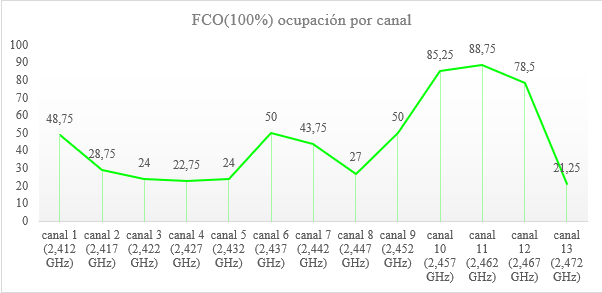 FCO(100%) ocupación por canal
100
90
80
70
60
50
40
30
20
10
0
48,75
28,75
24
22,75
24
50
43,75
27
50
85,25
88,75
78,5
21,25
canal 1
(2,412
GHz)
canal 2
(2,417
GHz)
canal 3
(2,422
GHz)
canal 4
(2,427
GHz)
canal 5
(2,432
GHz)
canal 6
(2,437
GHz)
canal 7
(2,442
GHz)
canal 8
(2,447
GHz)
canal 9
(2,452
GHz)
canal
10
(2,457
GHz)
canal
11
(2,462
GHz)
canal
12
(2,467
GHz)
canal
13
(2,472
GHz)